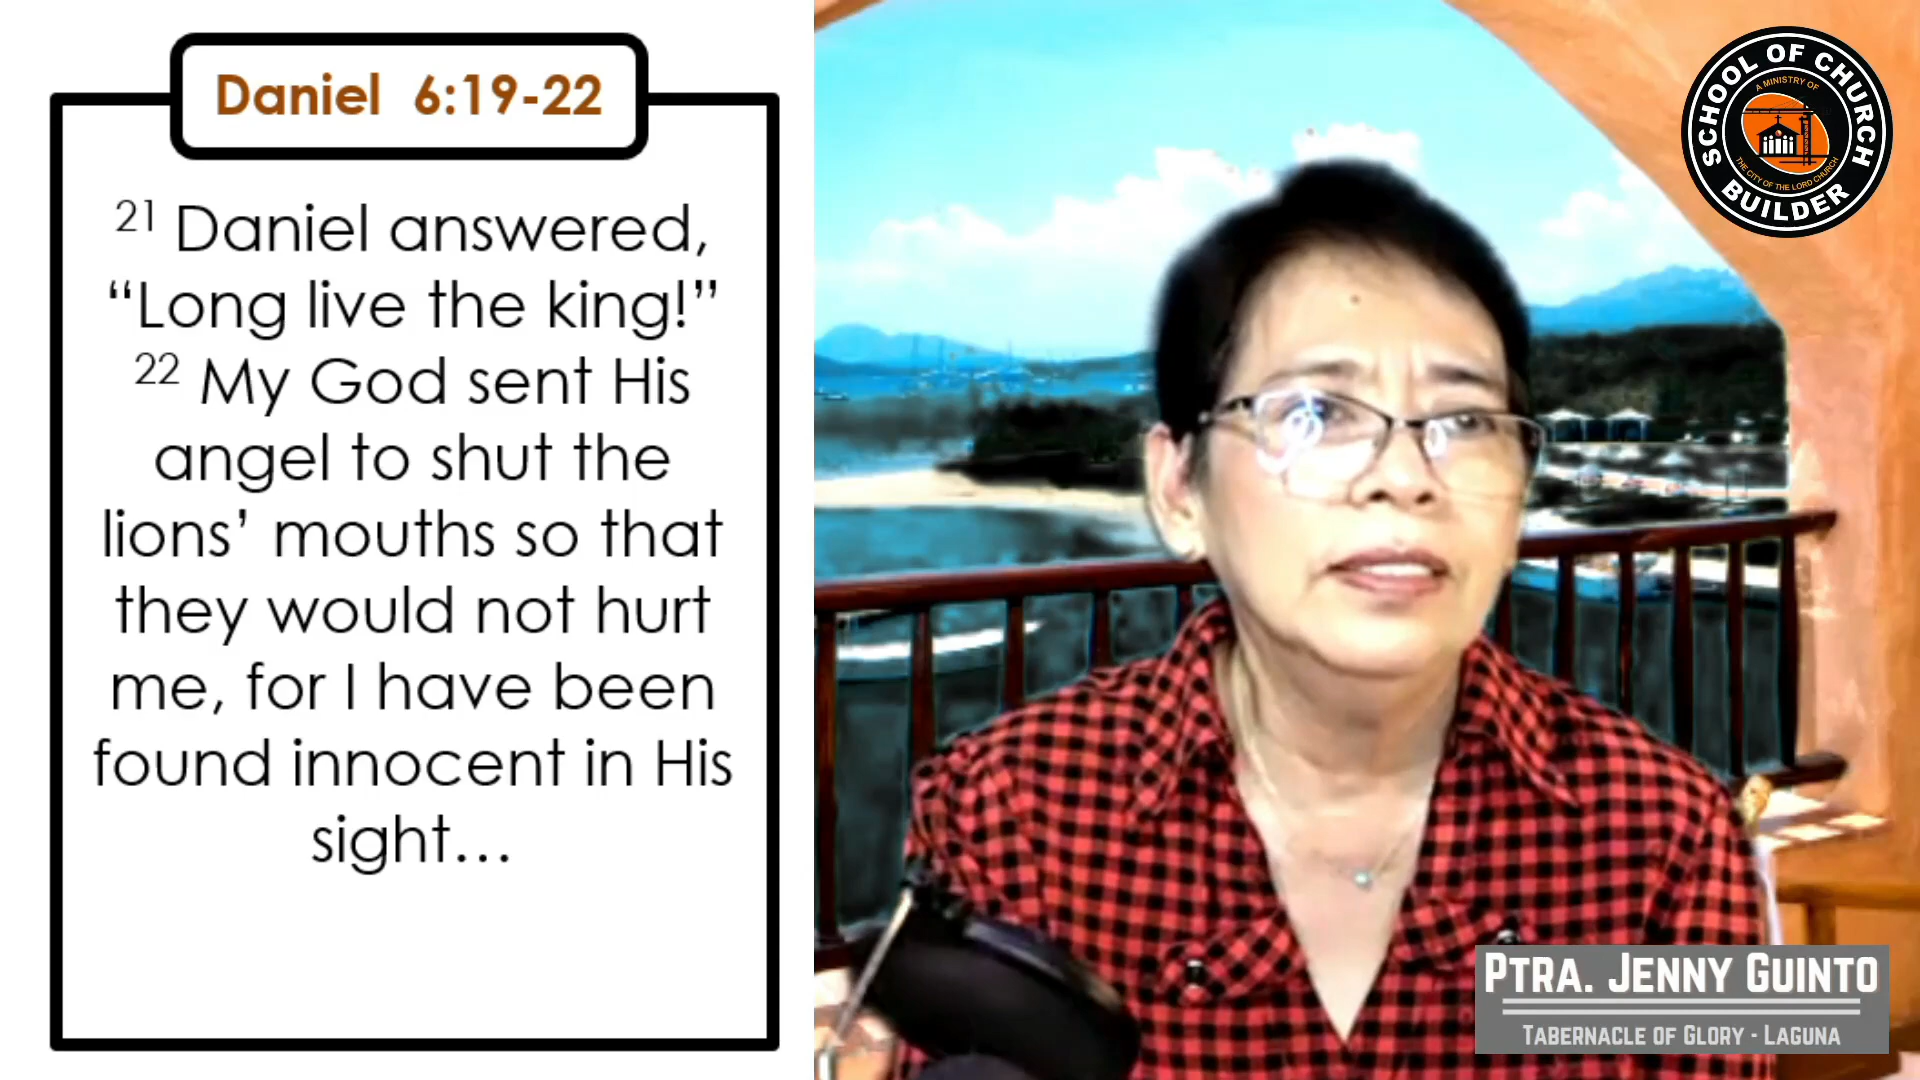 Daniel 6:19-22
21 Daniel answered,
“Long live the king!”
22 My God sent His
angel to shut the
lions’ mouths so that
they would not hurt
me, for I have been
found innocent in His
sight…
SCHOOL OF CHURCH
A MINISTRY OF
THE CITY OF THE LORD CHURCH
BUILDER
PTRA. JENNY GUINTO
TABERNACLE OF GLORY - LAGUNA